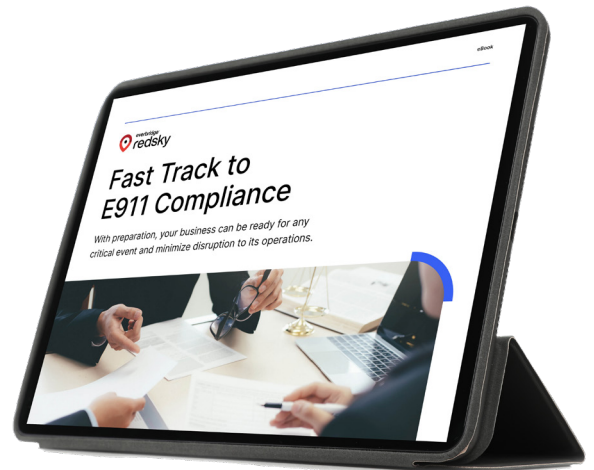 eBook
everbridge
redsky
Fast Track to
E911 Compliance
With preparation, your business can be ready for any
critical event and minimize disruption to its operations.